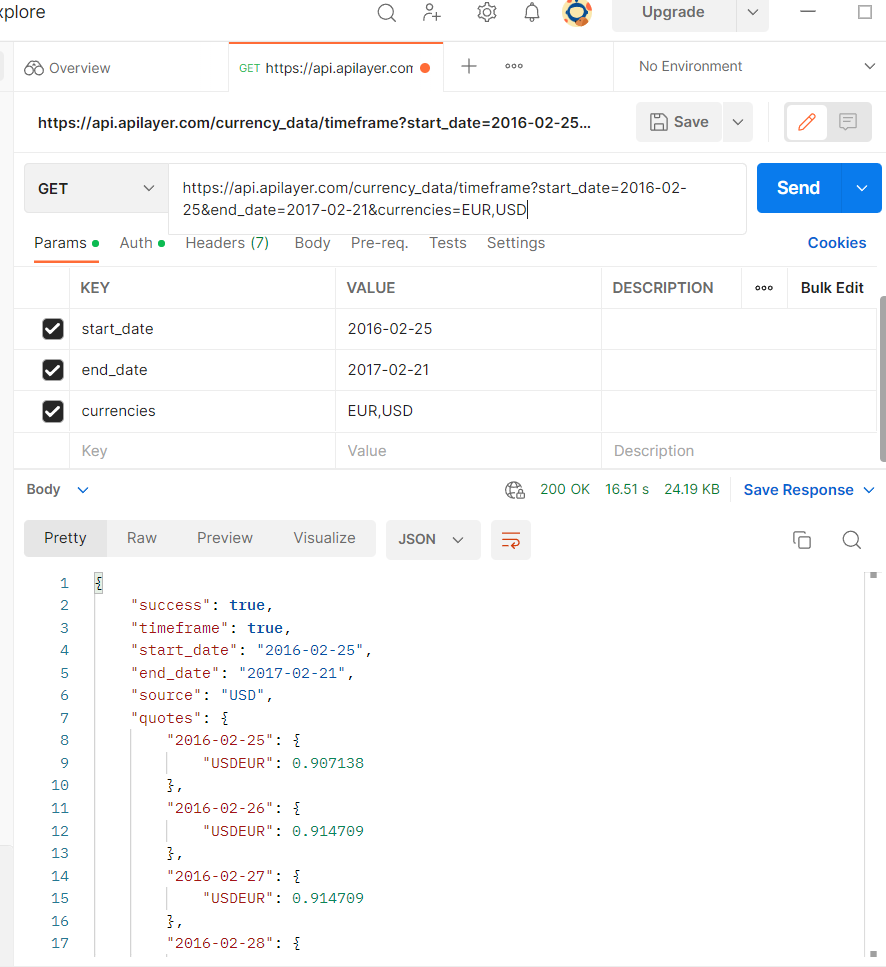 xplore
Upgrade
Overview
GET https://api.apilayer.con
No Environment
https://api.apilayer.com/currency_data/timeframe?start_date=2016-02-25...
Save
GET
https://api.apilayer.com/currency_data/timeframe?start_date=2016-02-
25&end_date=2017-02-21&currencies=EUR,USD
Send
Params Auth Headers (7) Body Pre-req. Tests Settings Cookies
KEY VALUE DESCRIPTION Bulk Edit
start_date 2016-02-25
end_date 2017-02-21
currencies EUR,USD
Key Value Description
Body 200 OK 16.51 s 24.19 KB Save Response
Pretty Raw Preview Visualize JSON
1 {
2 "success": true,
3 "timeframe": true,
4 "start_date": "2016-02-25",
5 "end_date": "2017-02-21",
6 "source": "USD",
7 "quotes": {
8 "2016-02-25": {
9 "USDEUR": 0.907138
10 },
11 "2016-02-26": {
12 "USDEUR": 0.914709
13 },
14 "2016-02-27": {
15 "USDEUR": 0.914709
16 },
17 "2016-02-28": {